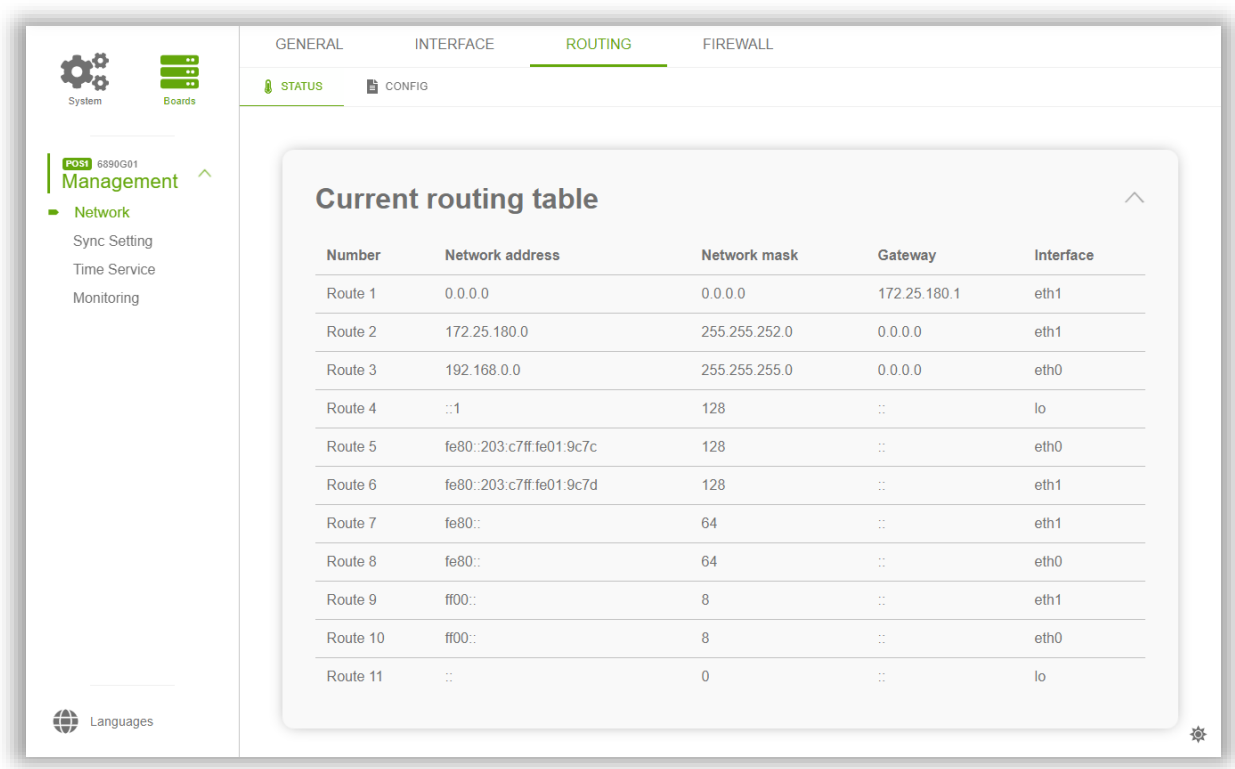 GENERAL INTERFACE ROUTING FIREWALL
System Boards
STATUS CONFIG
POS1 6890G01
Management
Network
Sync Setting
Time Service
Monitoring
Current routing table
Number Network address Network mask Gateway Interface
Route 1 0.0.0.0 0.0.0.0 172.25.180.1 eth1
Route 2 172.25.180.0 255.255.252.0 0.0.0.0 eth1
Route 3 192.168.0.0 255.255.255.0 0.0.0.0 eth0
Route 4 ::1 128 :: lo
Route 5 fe80::203:c7ff:fe01:9c7c 128 :: eth0
Route 6 fe80::203:c7ff:fe01:9c7d 128 :: eth1
Route 7 fe80:: 64 :: eth1
Route 8 fe80:: 64 :: eth0
Route 9 ff00:: 8 :: eth1
Route 10 ff00:: 8 :: eth0
Route 11 :: 0 :: lo
Languages